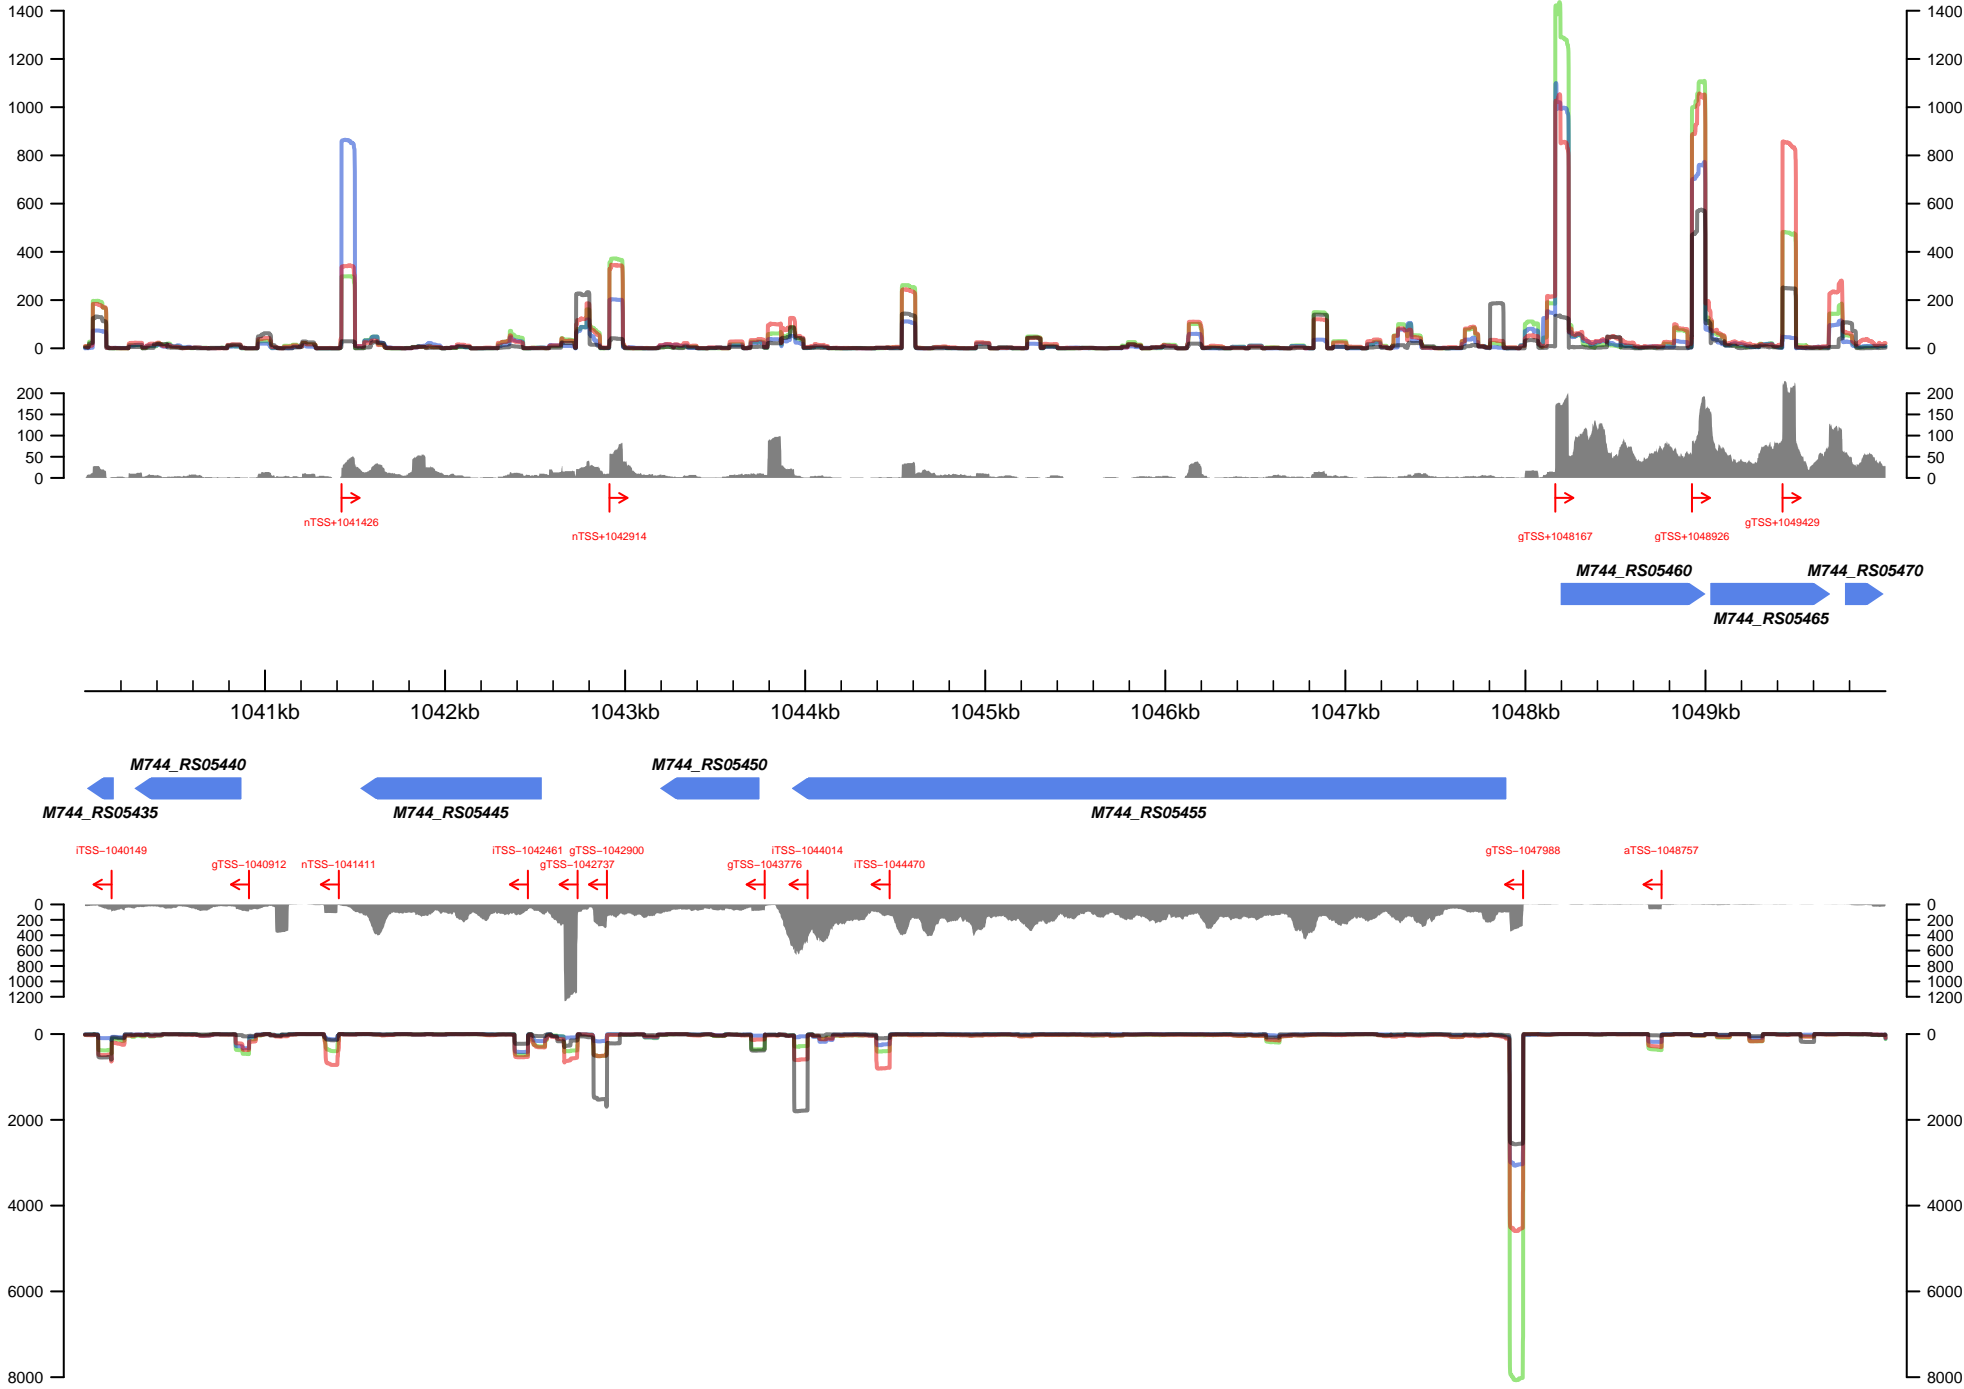 1400 1400
1200 1200
1000 1000
800 800
600 600
400 400
200 200
0 0
200 200
150 150
100 100
50 50
0 0
nTSS+1041426 gTSS+1049429
nTSS+1042914 gTSS+1048167 gTSS+1048926
M744_RS05460 M744_RS05470
M744_RS05465
1041kb 1042kb 1043kb 1044kb 1045kb 1046kb 1047kb 1048kb 1049kb
M744_RS05440 M744_RS05450
M744_RS05435 M744_RS05445 M744_RS05455
iTSS−1040149 iTSS−1042461 gTSS−1042900 iTSS−1044014 gTSS−1047988 aTSS−1048757
gTSS−1040912 nTSS−1041411 gTSS−1042737 gTSS−1043776 iTSS−1044470
0 0
200 200
400 400
600 600
800 800
1000 1000
1200 1200
0 0
2000 2000
4000 4000
6000 6000
8000 8000